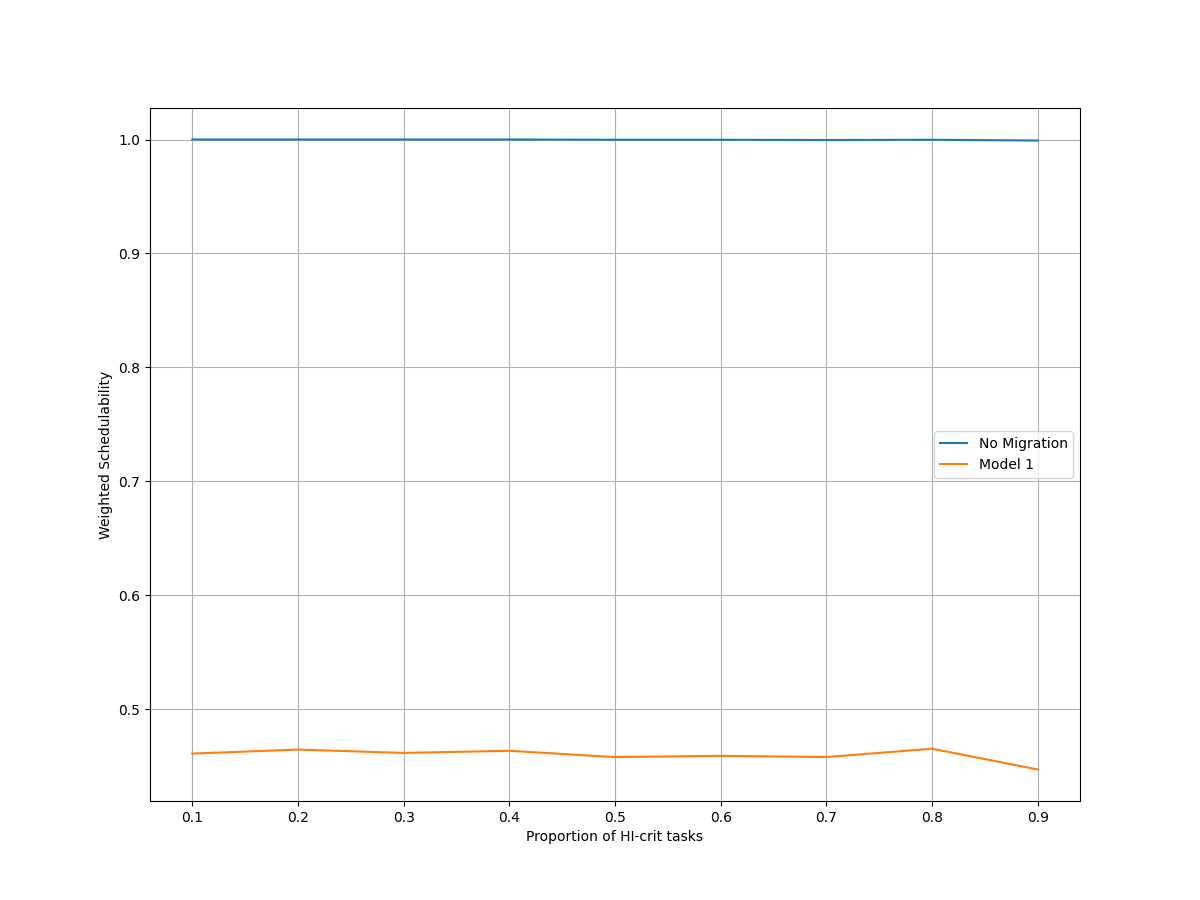 1.0
0.9
0.8
0.7
0.6
0.5
Weighted Schedulability
No Migration
Model 1
0.1 0.2 0.3 0.4 0.5 0.6 0.7 0.8 0.9
Proportion of HI-crit tasks